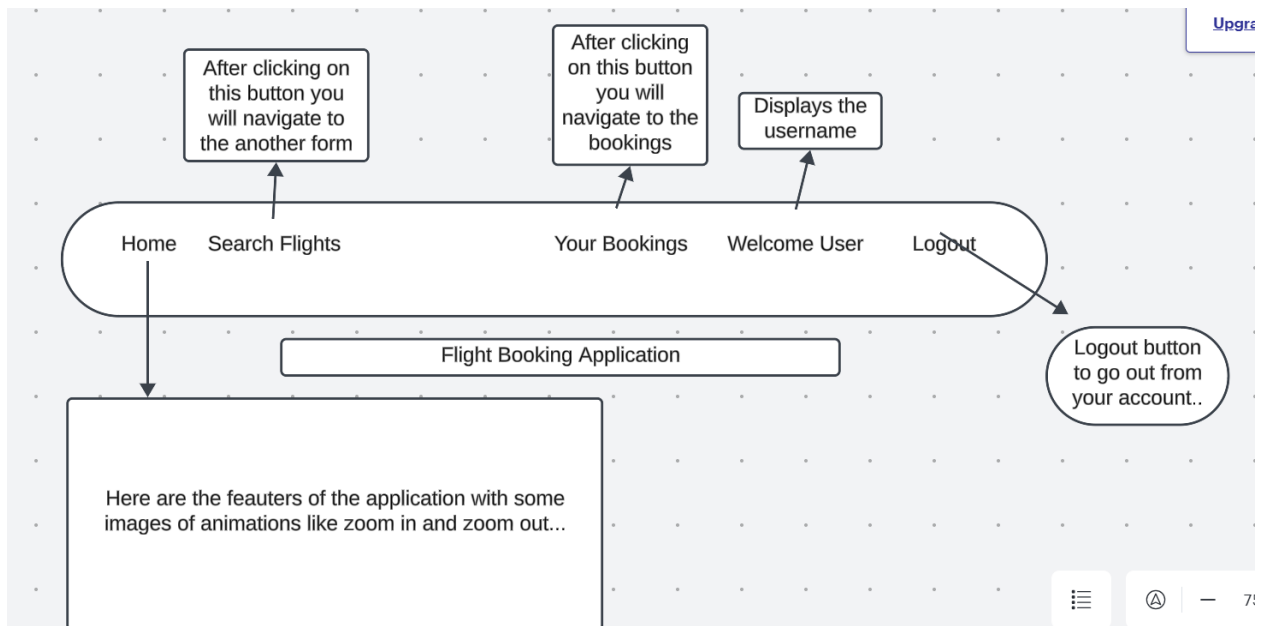 Upgra
After clicking on
this button you
will navigate to
the another form
After clicking
on this button
you will
navigate to the
bookings
Displays the
username
Home Search Flights Your Bookings Welcome User Logout
Flight Booking Application
Logout button
to go out from
your account..
Here are the feauters of the application with some
images of animations like zoom in and zoom out...